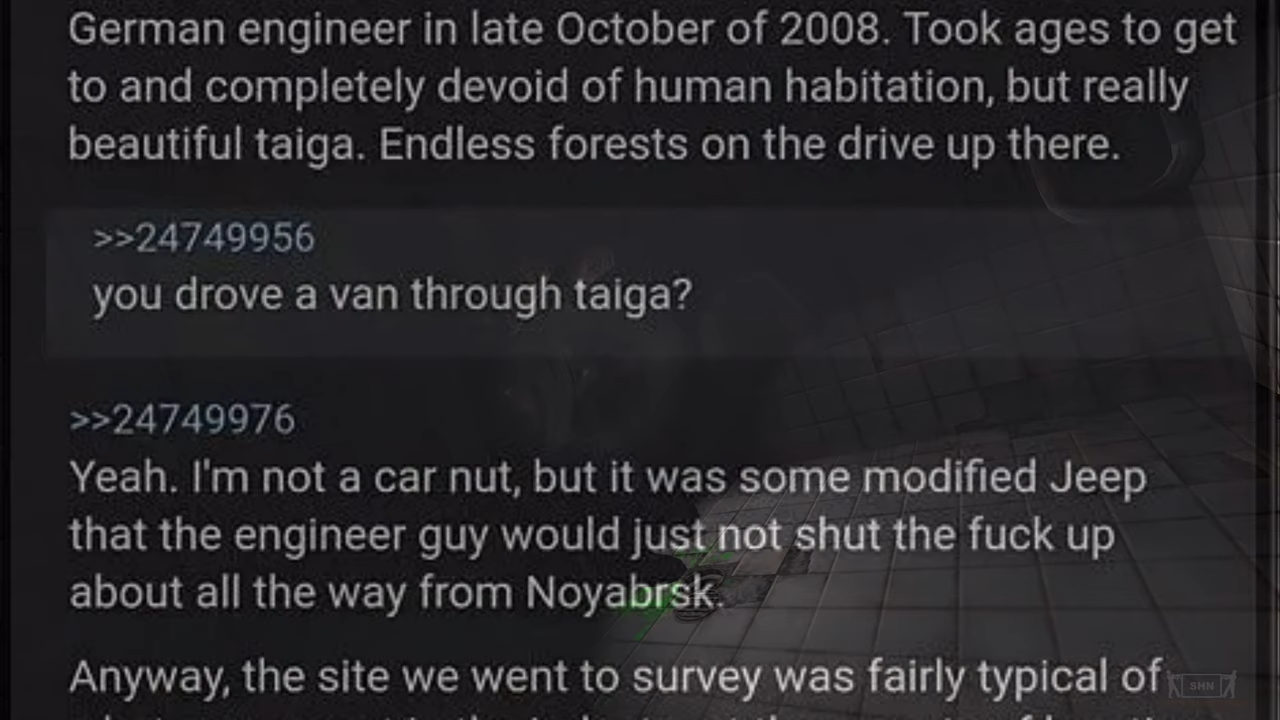 German engineer in late October of 2008. Took ages to get
to and completely devoid of human habitation, but really
beautiful taiga. Endless forests on the drive up there.
>>24749956
you drove a van through taiga?
>>24749976
Yeah. I'm not a car nut, but it was some modified Jeep
that the engineer guy would just not shut the fuck up
about all the way from Noyabrsk.
Anyway, the site we went to survey was fairly typical of
SHN